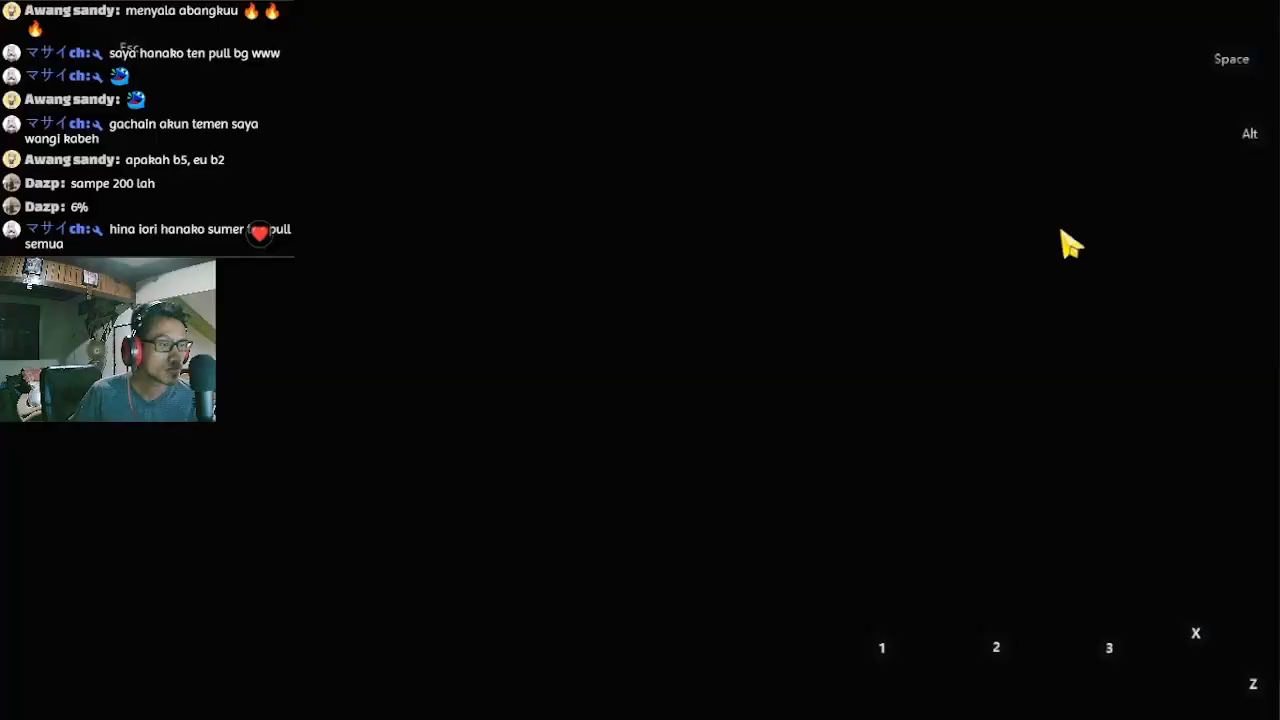 Awang sandy: menyala abangkuu 🔥🔥
🔥
Esc
マサイch: saya hanako ten pull bg www
マサイch:
Awang sandy:
マサイch: gachain akun temen saya
wangi kabeh
Awang sandy: apakah b5, eu b2
Dazp: sampe 200 lah
Dazp: 6%
マサイch: hina iori hanako sumer pull
semua
Space
Alt
1
2
3
X
Z